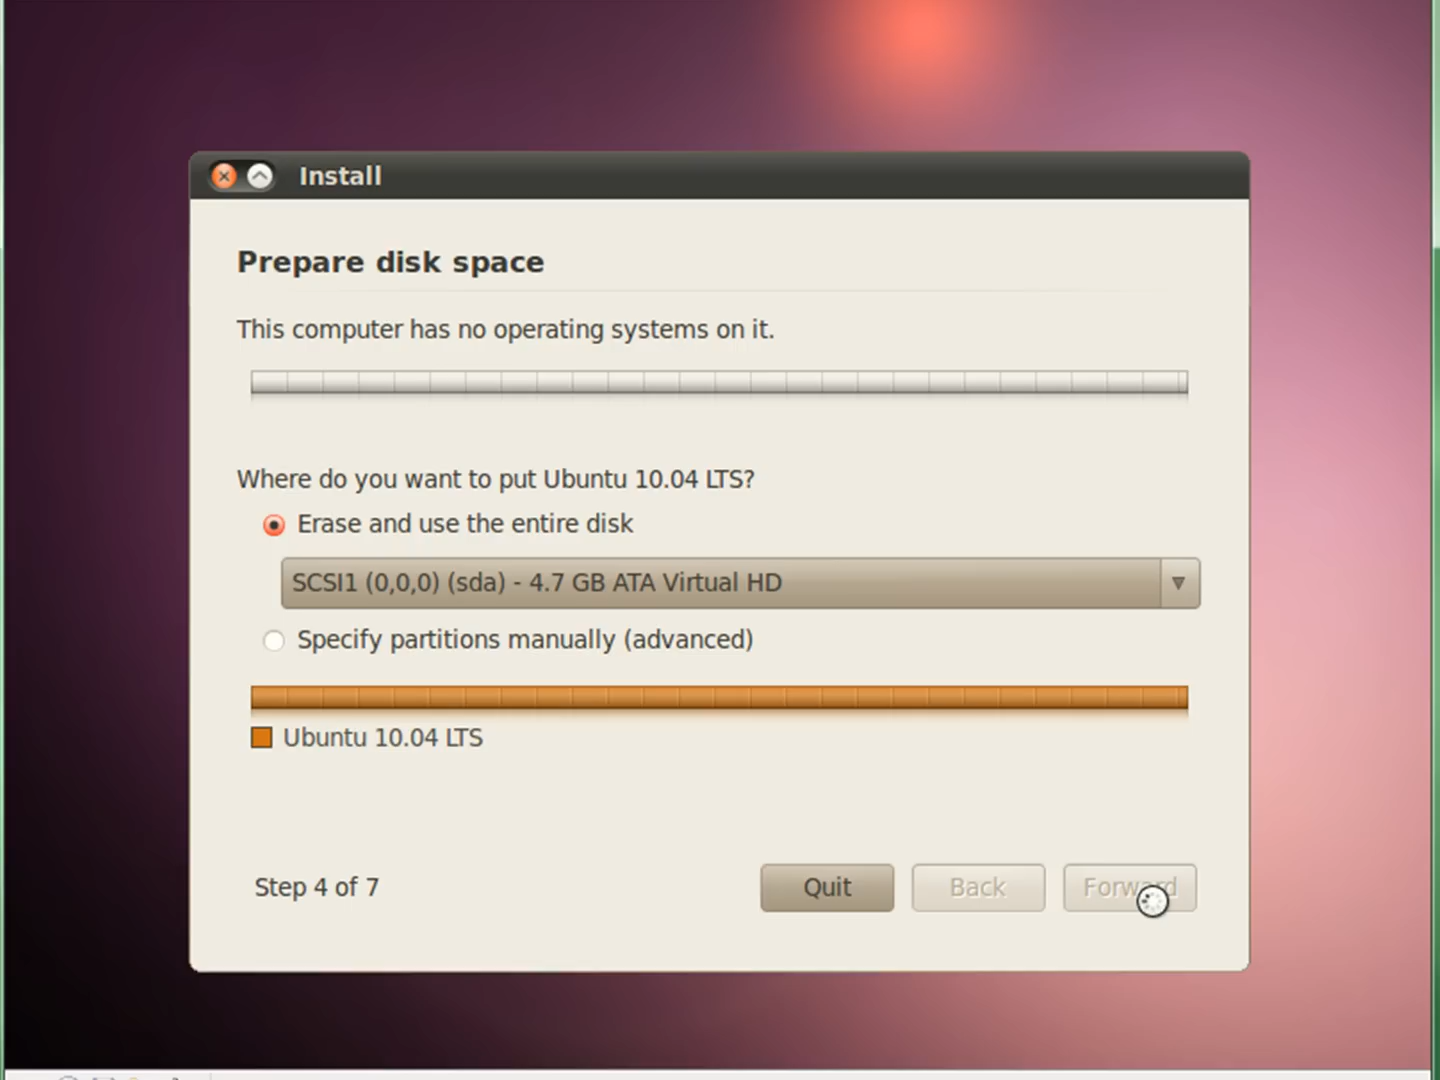 Install
Prepare disk space
This computer has no operating systems on it.
Where do you want to put Ubuntu 10.04 LTS?
Erase and use the entire disk
SCSI1 (0,0,0) (sda) - 4.7 GB ATA Virtual HD
Specify partitions manually (advanced)
Ubuntu 10.04 LTS
Step 4 of 7
Quit
Back
Forward